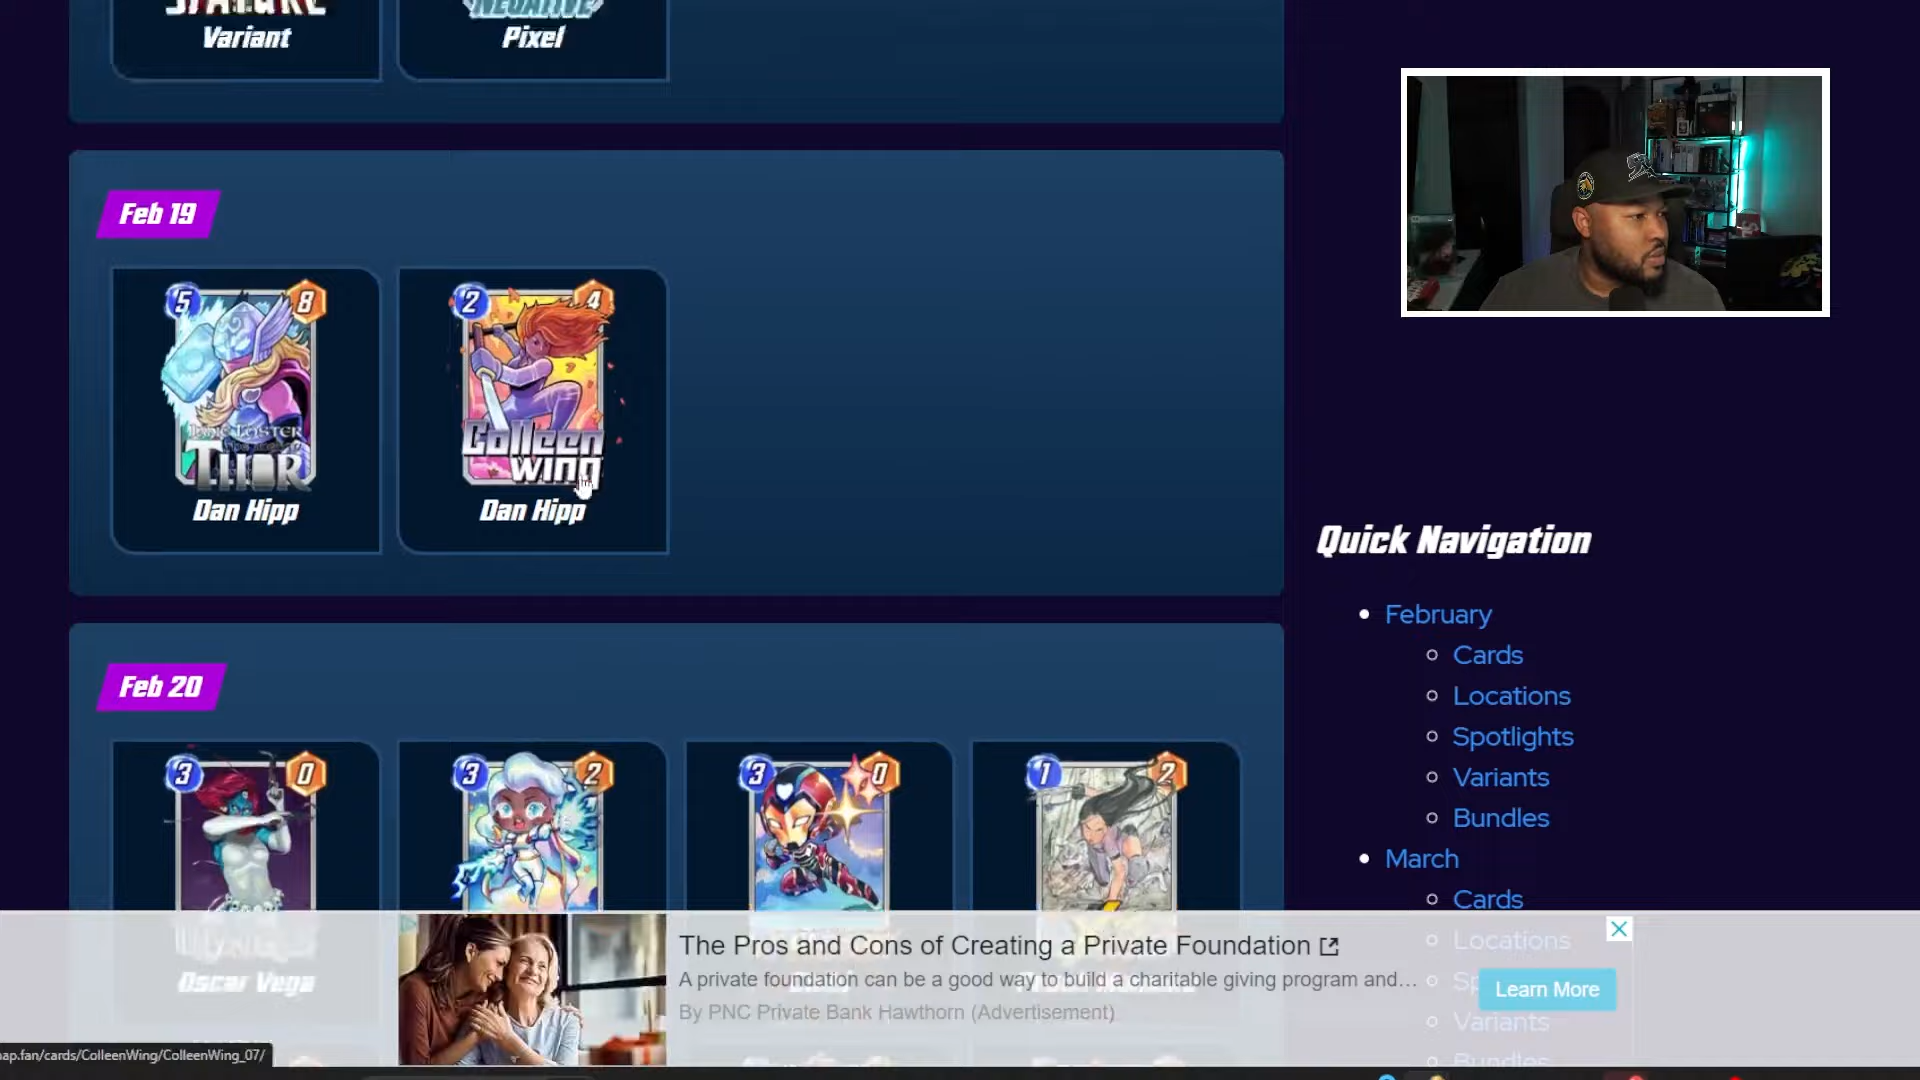 Variant
NEGATIVE
Pixel
Feb 19
5
8
JANE FOSTER
THOR
Dan Hipp
2
4
Colleen
wing
Dan Hipp
Feb 20
3
0
Oscar Vega
3
2
3
0
1
2
Quick Navigation
February
Cards
Locations
Spotlights
Variants
Bundles
March
Cards
Locations
Variants
Bundles
The Pros and Cons of Creating a Private Foundation
A private foundation can be a good way to build a charitable giving program and...
By PNC Private Bank Hawthorn (Advertisement)
Learn More
ap.fan/cards/ColleenWing/ColleenWing_07/